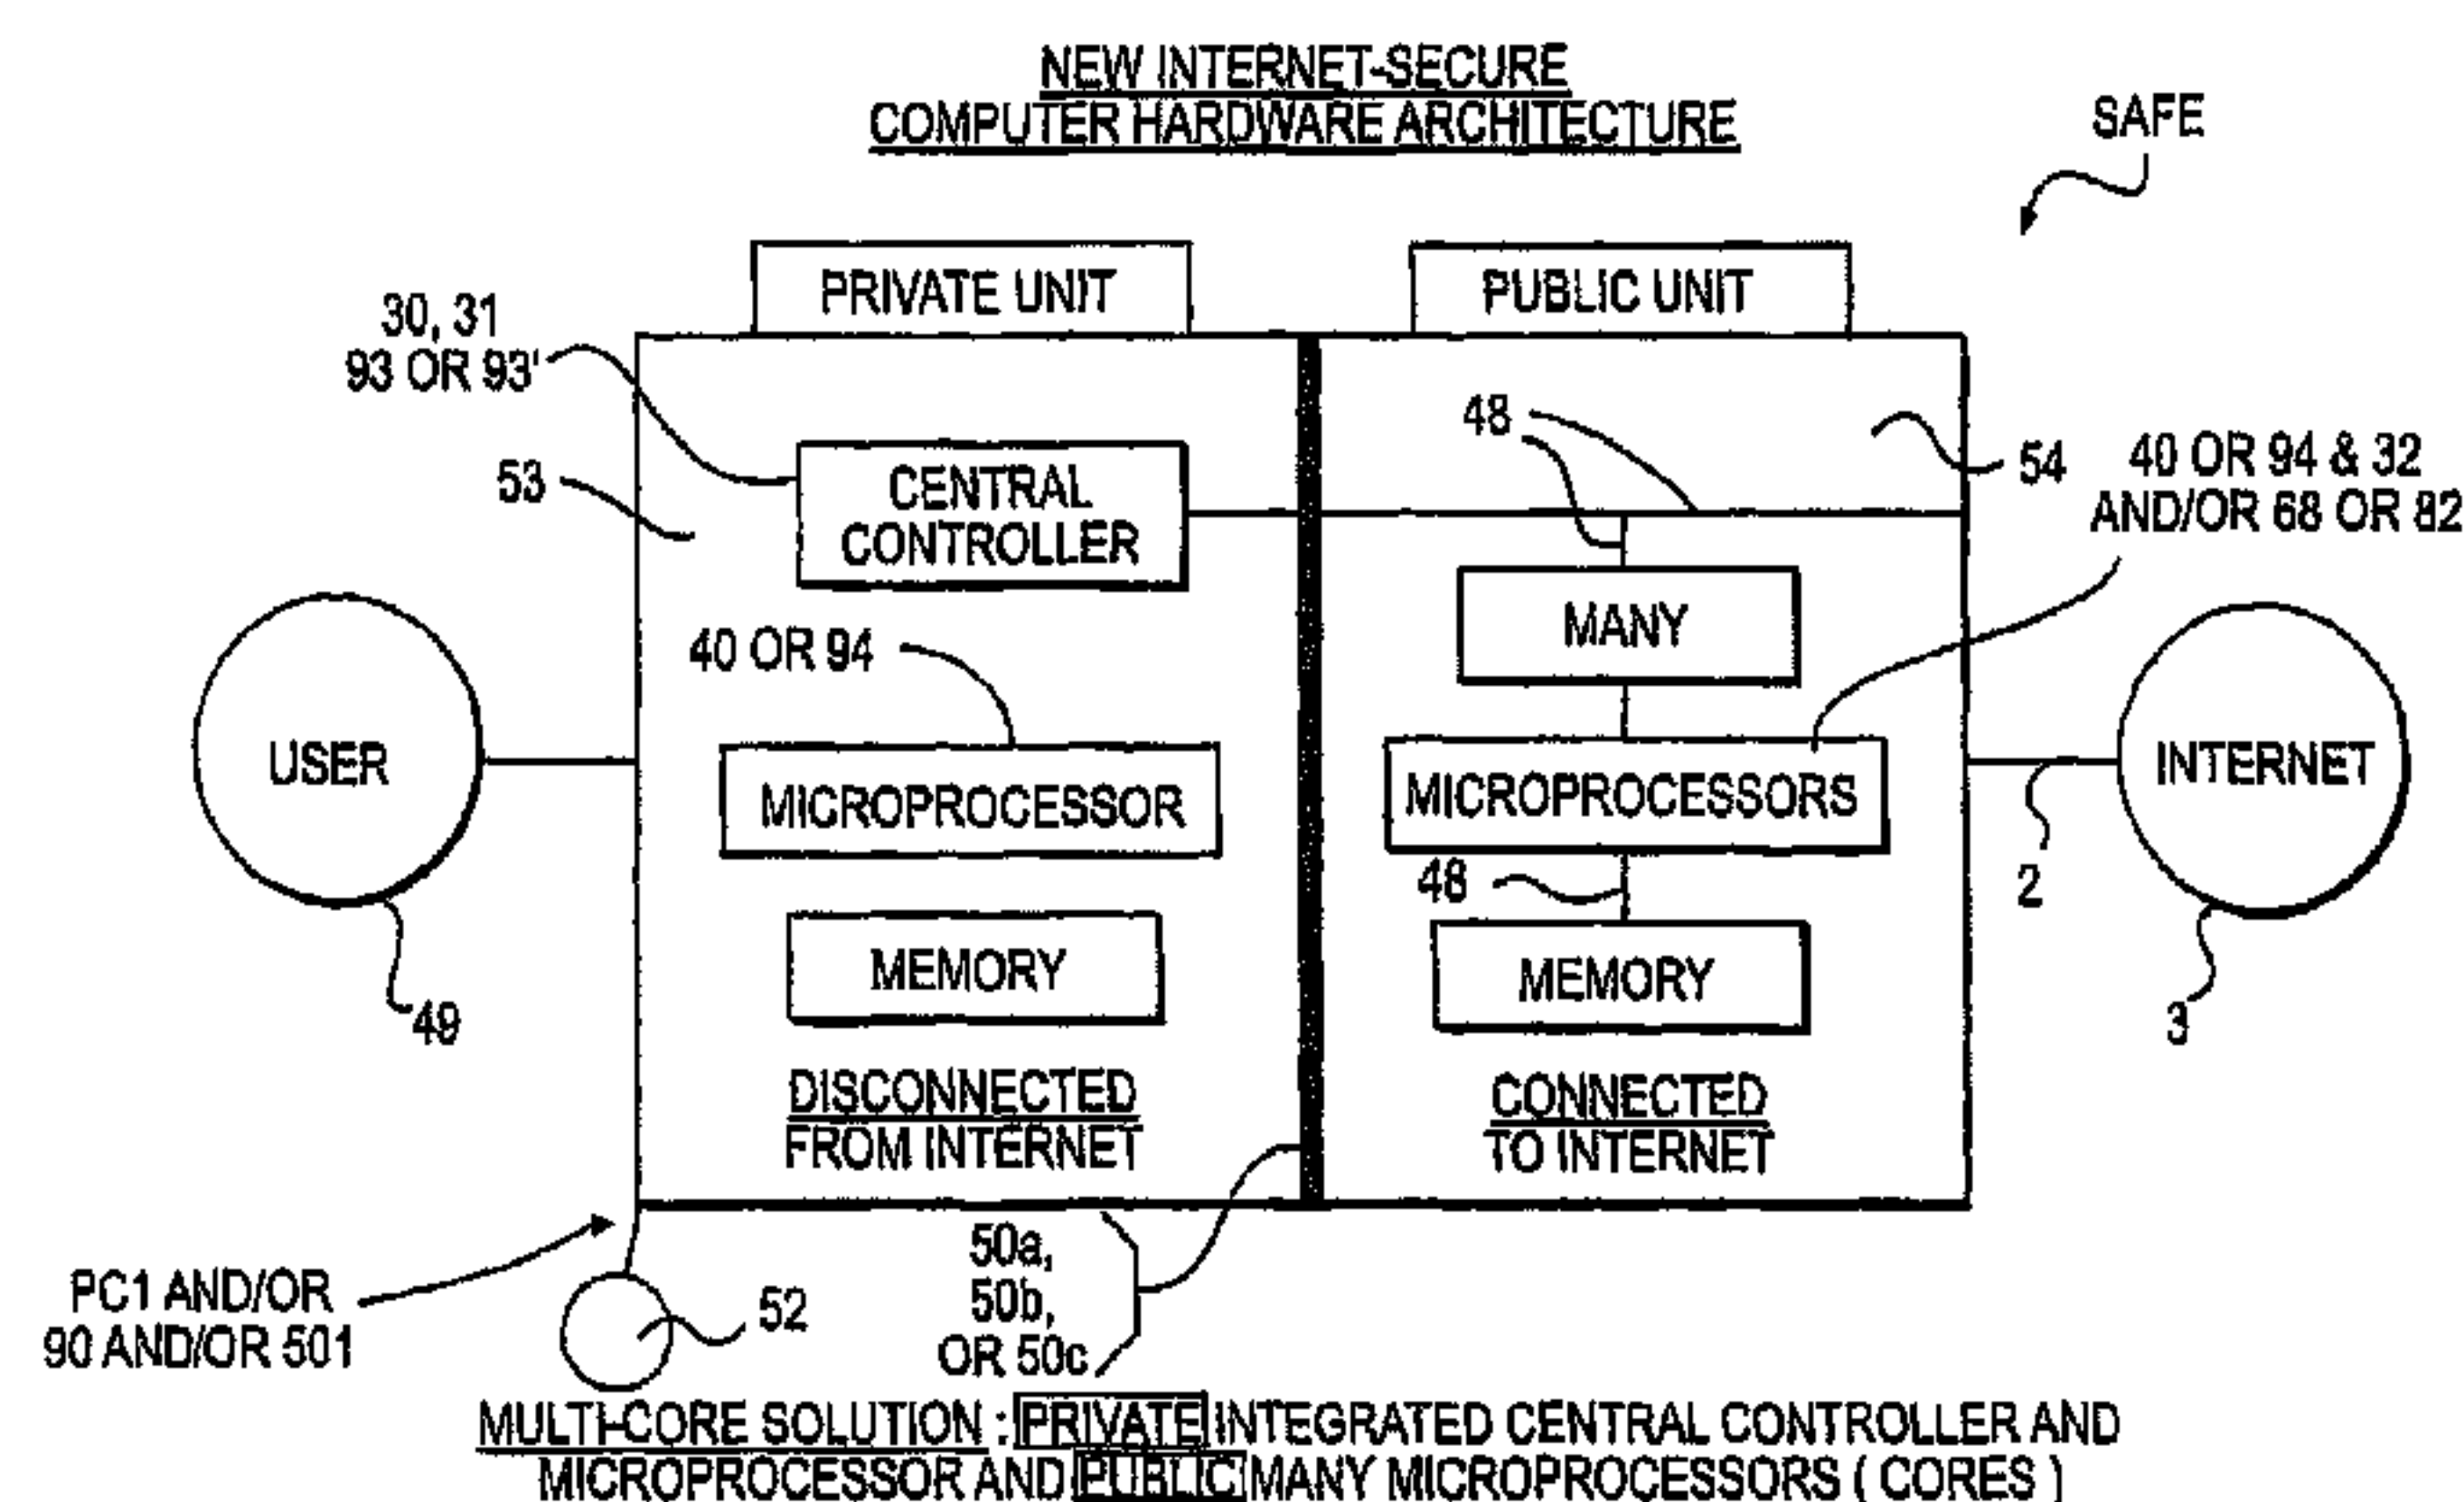 NEW INTERNET-SECURE
COMPUTER HARDWARE ARCHITECTURE
SAFE
PRIVATE UNIT
PUBLIC UNIT
30, 31
93 OR 93'
53
CENTRAL
CONTROLLER
48
54
40 OR 94 & 32
AND/OR 68 OR 82
MANY
40 OR 94
USER
MICROPROCESSOR
MICROPROCESSORS
INTERNET
48
2
MEMORY
MEMORY
49
3
DISCONNECTED
FROM INTERNET
CONNECTED
TO INTERNET
50a,
50b,
OR 50c
PC1 AND/OR
90 AND/OR 501
52
MULTI-CORE SOLUTION : PRIVATE INTEGRATED CENTRAL CONTROLLER AND
MICROPROCESSOR AND PUBLIC MANY MICROPROCESSORS ( CORES )